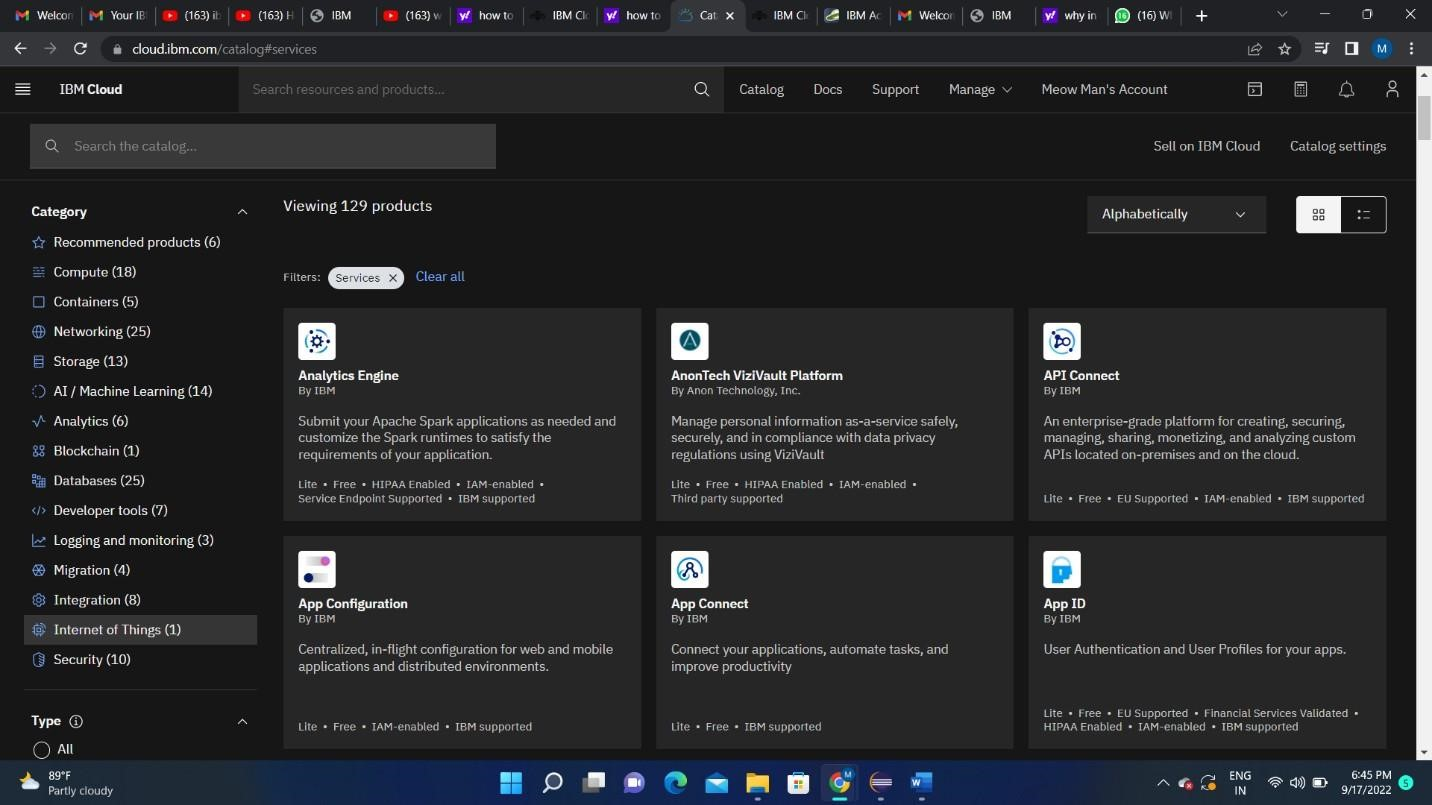 Welcon
Your IB
(163) ib
(163) H
IBM
(163) w
how to
IBM Clo
how to
Cat
IBM Clo
IBM Ac
Welcon
IBM
why in
(16) Wh
cloud.ibm.com/catalog#services
M
IBM Cloud
Search resources and products...
Catalog
Docs
Support
Manage
Meow Man's Account
Search the catalog...
Sell on IBM Cloud
Catalog settings
Category
Recommended products (6)
Compute (18)
Containers (5)
Networking (25)
Storage (13)
AI / Machine Learning (14)
Analytics (6)
Blockchain (1)
Databases (25)
Developer tools (7)
Logging and monitoring (3)
Migration (4)
Integration (8)
Internet of Things (1)
Security (10)
Type
All
Viewing 129 products
Alphabetically
Filters: Services Clear all
Analytics Engine
By IBM
Submit your Apache Spark applications as needed and
customize the Spark runtimes to satisfy the
requirements of your application.
Lite • Free • HIPAA Enabled • IAM-enabled •
Service Endpoint Supported • IBM supported
AnonTech ViziVault Platform
By Anon Technology, Inc.
Manage personal information as-a-service safely,
securely, and in compliance with data privacy
regulations using ViziVault
Lite • Free • HIPAA Enabled • IAM-enabled •
Third party supported
API Connect
By IBM
An enterprise-grade platform for creating, securing,
managing, sharing, monetizing, and analyzing custom
APIs located on-premises and on the cloud.
Lite • Free • EU Supported • IAM-enabled • IBM supported
App Configuration
By IBM
Centralized, in-flight configuration for web and mobile
applications and distributed environments.
Lite • Free • IAM-enabled • IBM supported
App Connect
By IBM
Connect your applications, automate tasks, and
improve productivity
Lite • Free • IBM supported
App ID
By IBM
User Authentication and User Profiles for your apps.
Lite • Free • EU Supported • Financial Services Validated •
HIPAA Enabled • IAM-enabled • IBM supported
89°F
Partly cloudy
ENG
IN
6:45 PM
9/17/2022